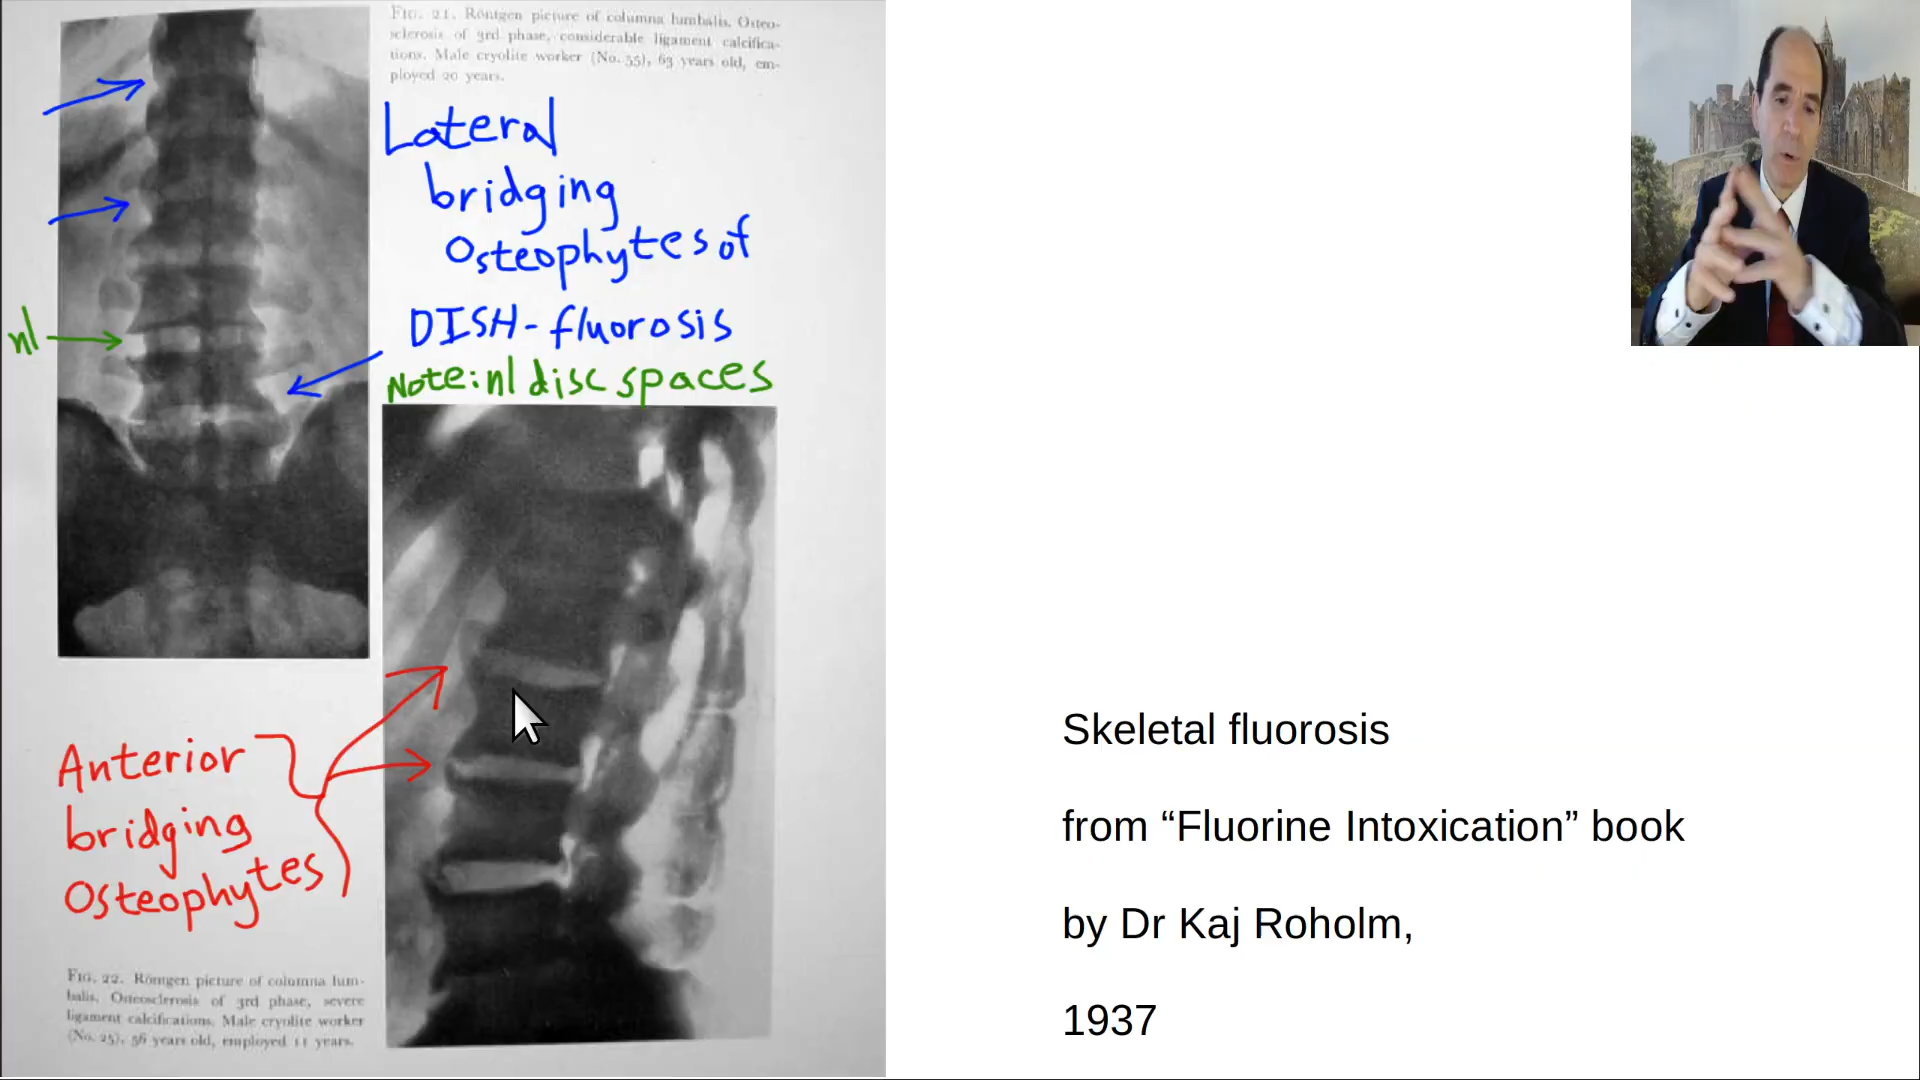 FIG. 21. Röntgen picture of columna lumbalis. Osteo-
sclerosis of 3rd phase, considerable ligament calcifica-
tions. Male cryolite worker (No. 55), 63 years old, em-
ployed 20 years.
Lateral
bridging
Osteophytes of
DISH-fluorosis
Note: nl disc spaces
nl
Anterior
bridging
Osteophytes
FIG. 22. Röntgen picture of columna lum-
balis. Osteosclerosis of 3rd phase, severe
ligament calcifications. Male cryolite worker
(No. 25), 56 years old, employed 11 years.
Skeletal fluorosis
from “Fluorine Intoxication” book
by Dr Kaj Roholm,
1937